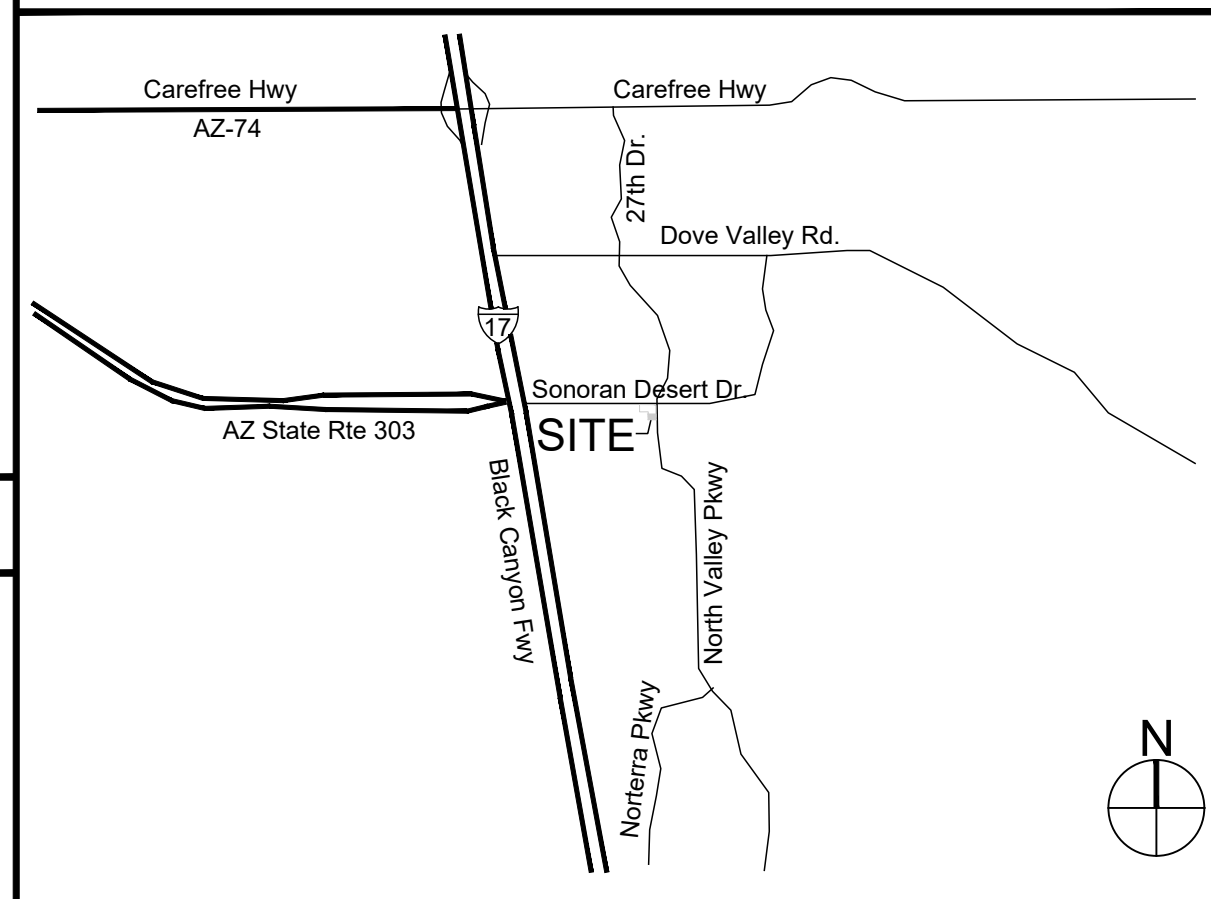 Carefree Hwy
Carefree Hwy
AZ-74
27th Dr.
Dove Valley Rd.
17
Sonoran Desert Dr.
AZ State Rte 303
SITE
Black Canyon Fwy
North Valley Pkwy
Norterra Pkwy
N